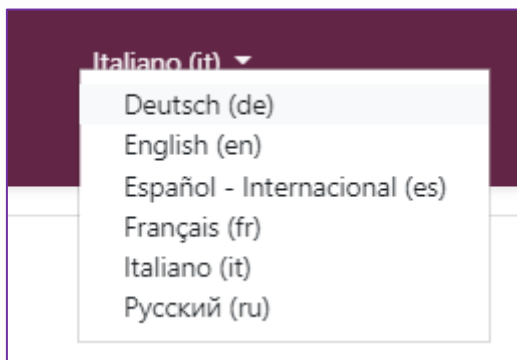 Italiano (it)
Deutsch (de)
English (en)
Español - Internacional (es)
Français (fr)
Italiano (it)
Русский (ru)